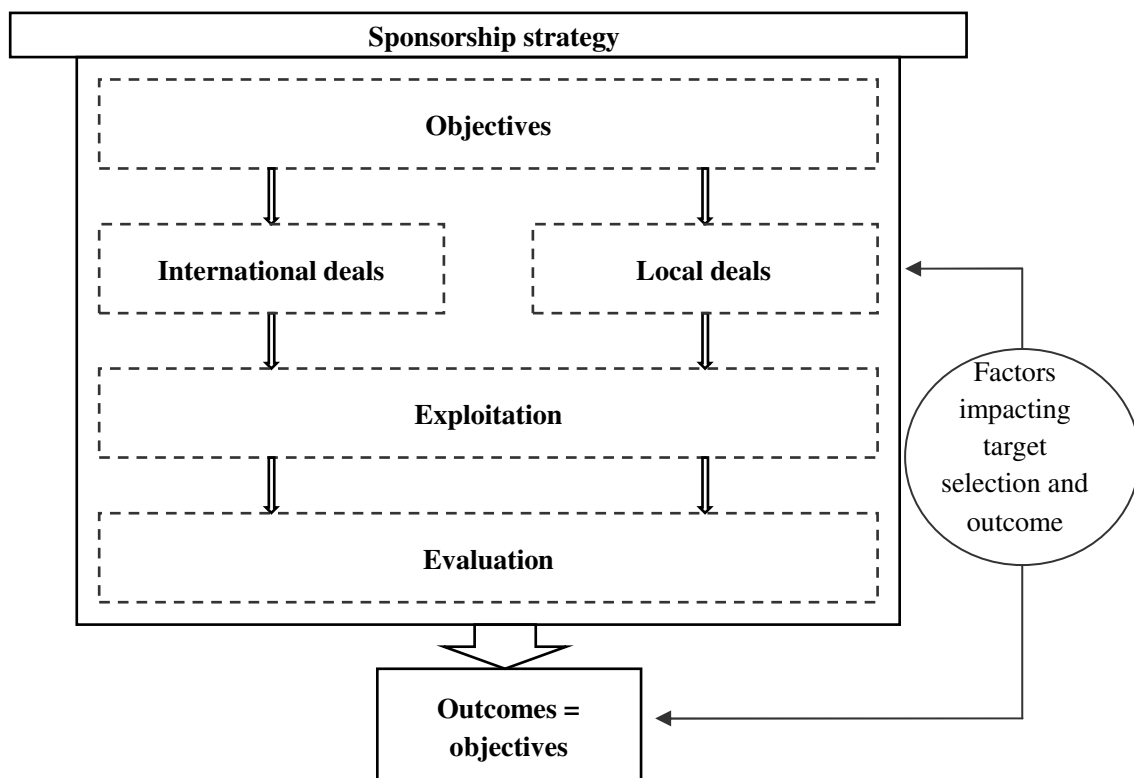 Sponsorship strategy
Objectives
International deals
Local deals
Exploitation
Evaluation
Factors
impacting
target
selection and
outcome
Outcomes =
objectives